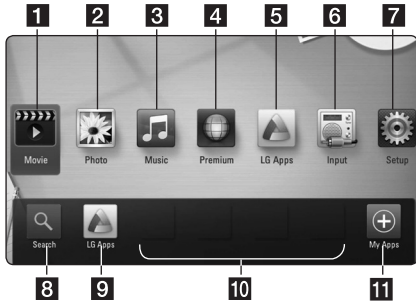 1 2 3 4 5 6 7
Movie Photo Music Premium LG Apps Input Setup
Search LG Apps My Apps
8 9 10 11